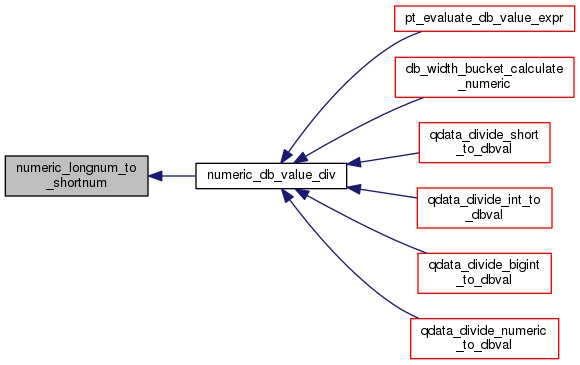 pt_evaluate_db_value_expr
db_width_bucket_calculate
_numeric
qdata_divide_short
_to_dbval
numeric_longnum_to
_shortnum
numeric_db_value_div
qdata_divide_int_to
_dbval
qdata_divide_bigint
_to_dbval
qdata_divide_numeric
_to_dbval